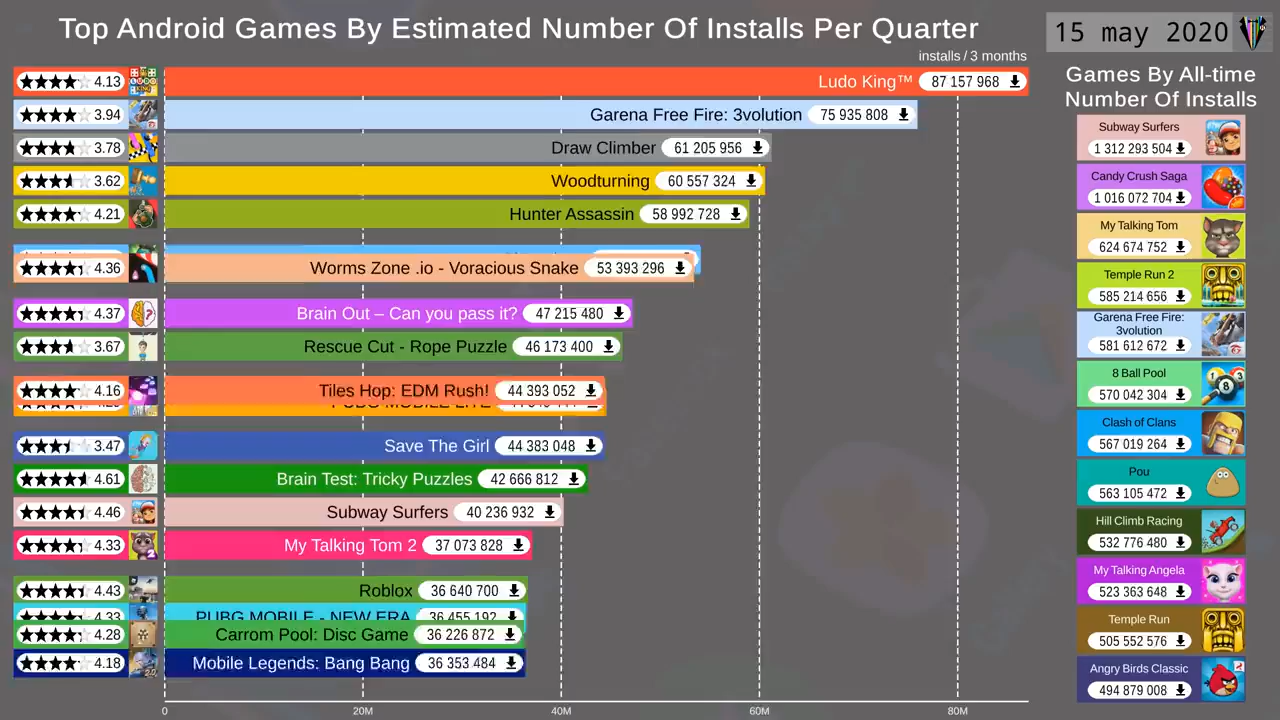 Top Android Games By Estimated Number Of Installs Per Quarter
15 may 2020
installs / 3 months
4.13 Ludo King™ 87 157 968
3.94 Garena Free Fire: 3volution 75 935 808
3.78 Draw Climber 61 205 956
3.62 Woodturning 60 557 324
4.21 Hunter Assassin 58 992 728
4.36 Worms Zone .io - Voracious Snake 53 393 296
4.37 Brain Out – Can you pass it? 47 215 480
3.67 Rescue Cut - Rope Puzzle 46 173 400
4.16 Tiles Hop: EDM Rush! 44 393 052
PUBG MOBILE LITE
3.47 Save The Girl 44 383 048
4.61 Brain Test: Tricky Puzzles 42 666 812
4.46 Subway Surfers 40 236 932
4.33 My Talking Tom 2 37 073 828
4.43 Roblox 36 640 700
4.33 PUBG MOBILE - NEW ERA 36 455 192
4.28 Carrom Pool: Disc Game 36 226 872
4.18 Mobile Legends: Bang Bang 36 353 484
0 20M 40M 60M 80M
Games By All-time
Number Of Installs
Subway Surfers
1 312 293 504
Candy Crush Saga
1 016 072 704
My Talking Tom
624 674 752
Temple Run 2
585 214 656
Garena Free Fire:
3volution
581 612 672
8 Ball Pool
570 042 304
Clash of Clans
567 019 264
Pou
563 105 472
Hill Climb Racing
532 776 480
My Talking Angela
523 363 648
Temple Run
505 552 576
Angry Birds Classic
494 879 008